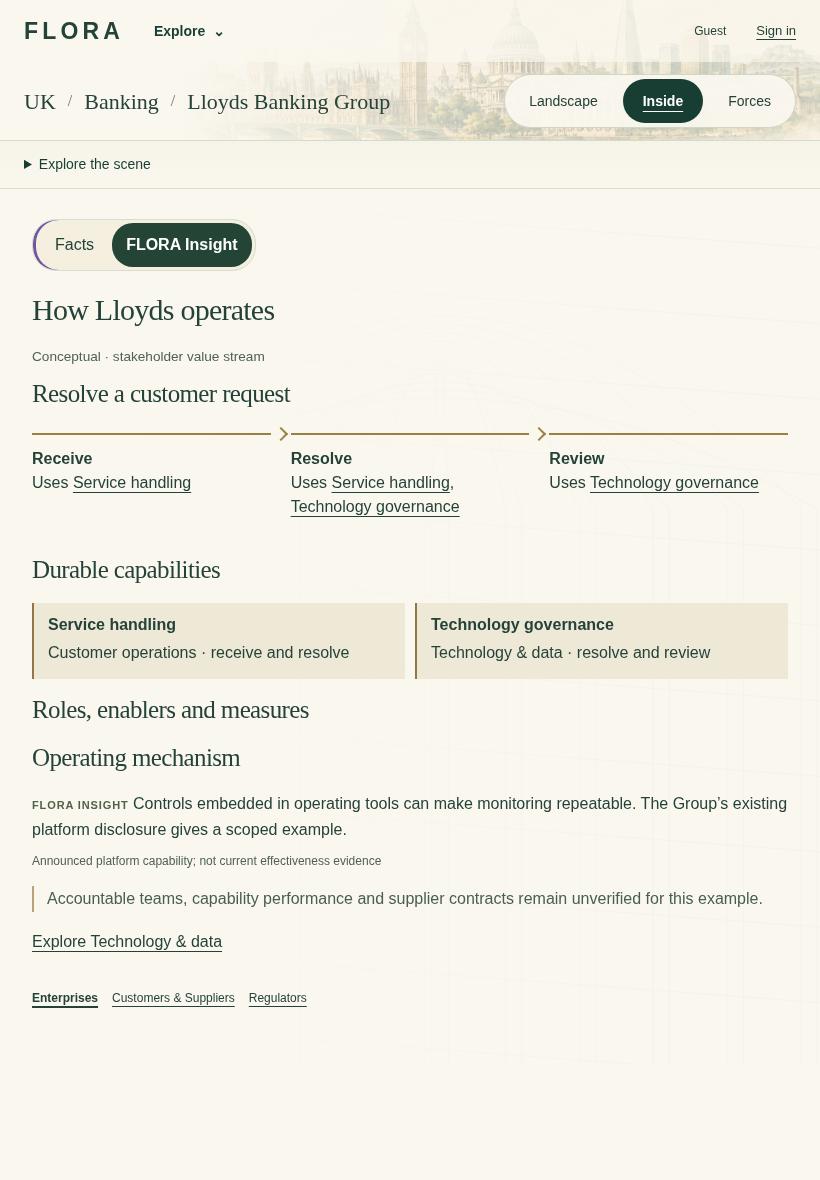 FLORA
Explore
Guest
Sign in
UK / Banking / Lloyds Banking Group
Landscape
Inside
Forces
Explore the scene
Facts
FLORA Insight
How Lloyds operates
Conceptual · stakeholder value stream
Resolve a customer request
Receive
Uses Service handling
Resolve
Uses Service handling,
Technology governance
Review
Uses Technology governance
Durable capabilities
Service handling
Customer operations · receive and resolve
Technology governance
Technology & data · resolve and review
Roles, enablers and measures
Operating mechanism
FLORA INSIGHT Controls embedded in operating tools can make monitoring repeatable. The Group’s existing
platform disclosure gives a scoped example.
Announced platform capability; not current effectiveness evidence
Accountable teams, capability performance and supplier contracts remain unverified for this example.
Explore Technology & data
Enterprises
Customers & Suppliers
Regulators